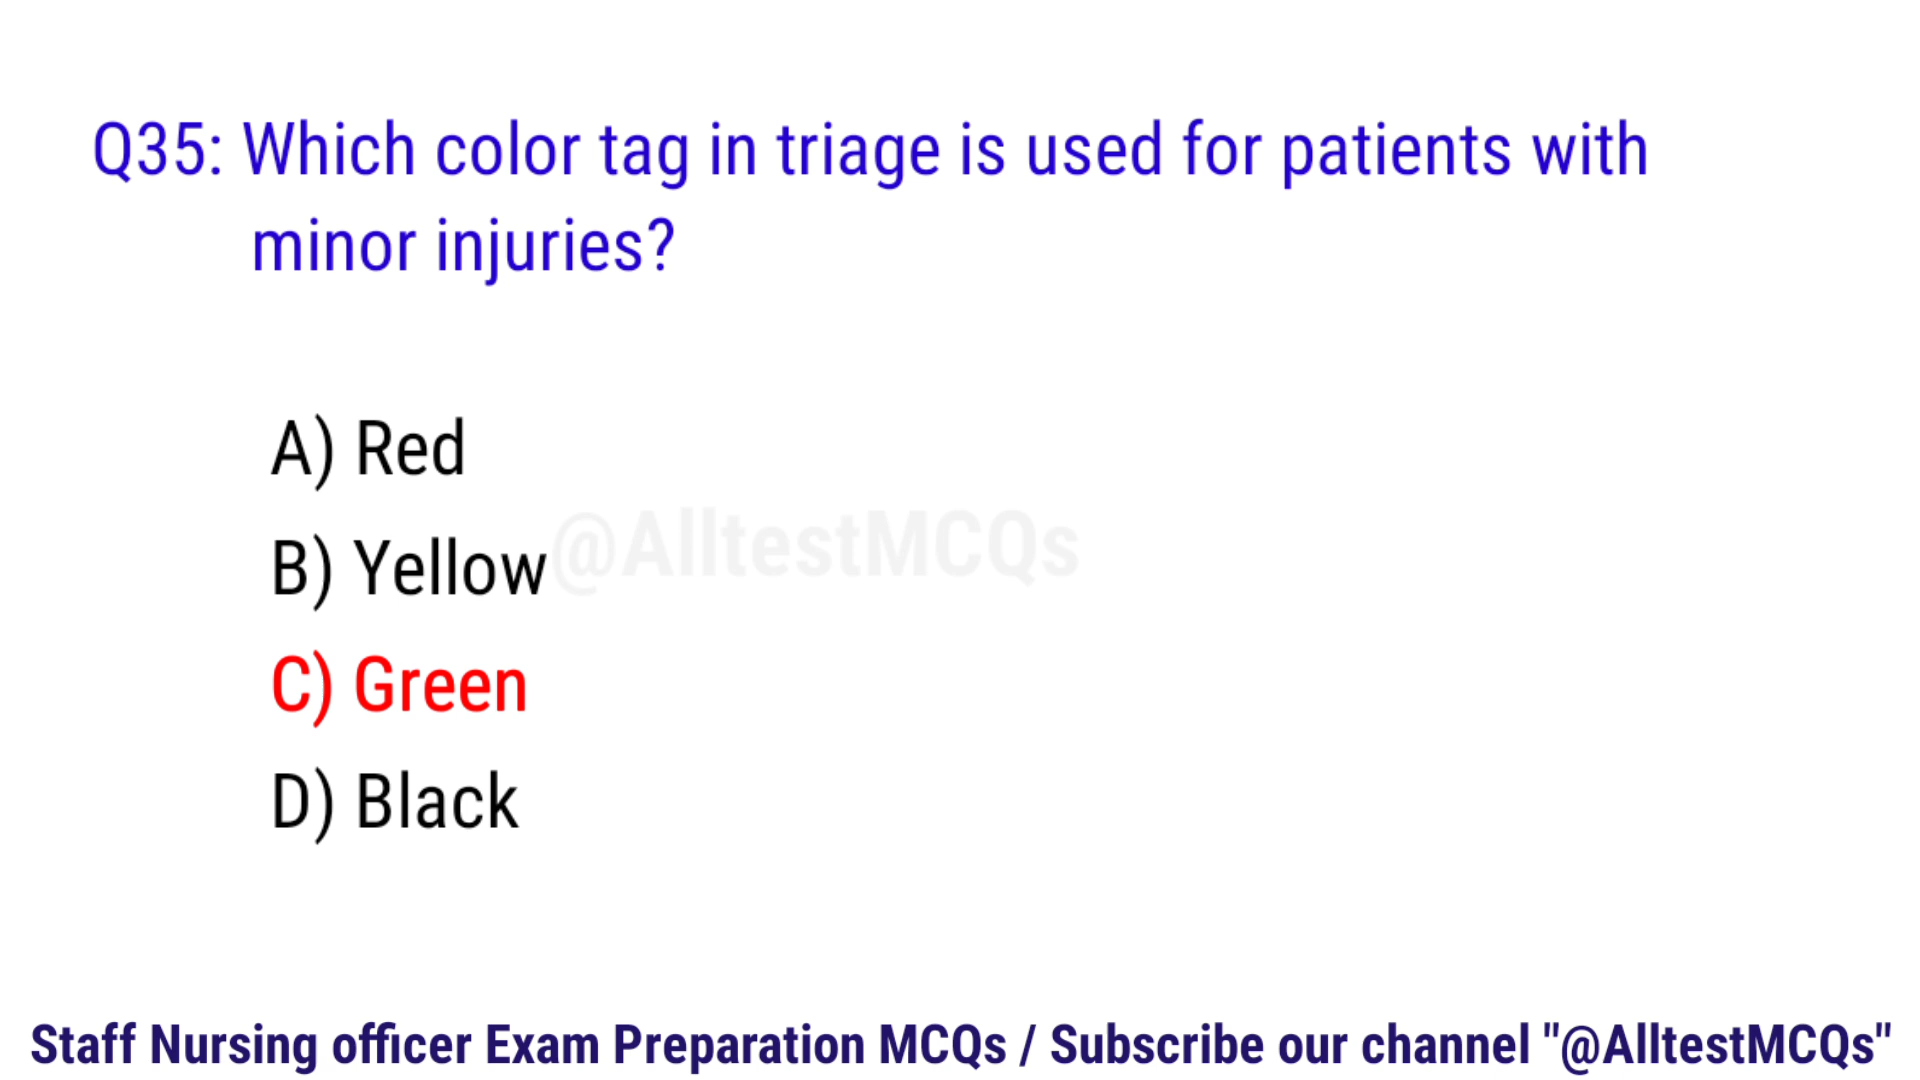 Q35: Which color tag in triage is used for patients with
minor injuries?
A) Red
@AlltestMCQs
B) Yellow
C) Green
D) Black
Staff Nursing officer Exam Preparation MCQs / Subscribe our channel "@AlltestMCQs"